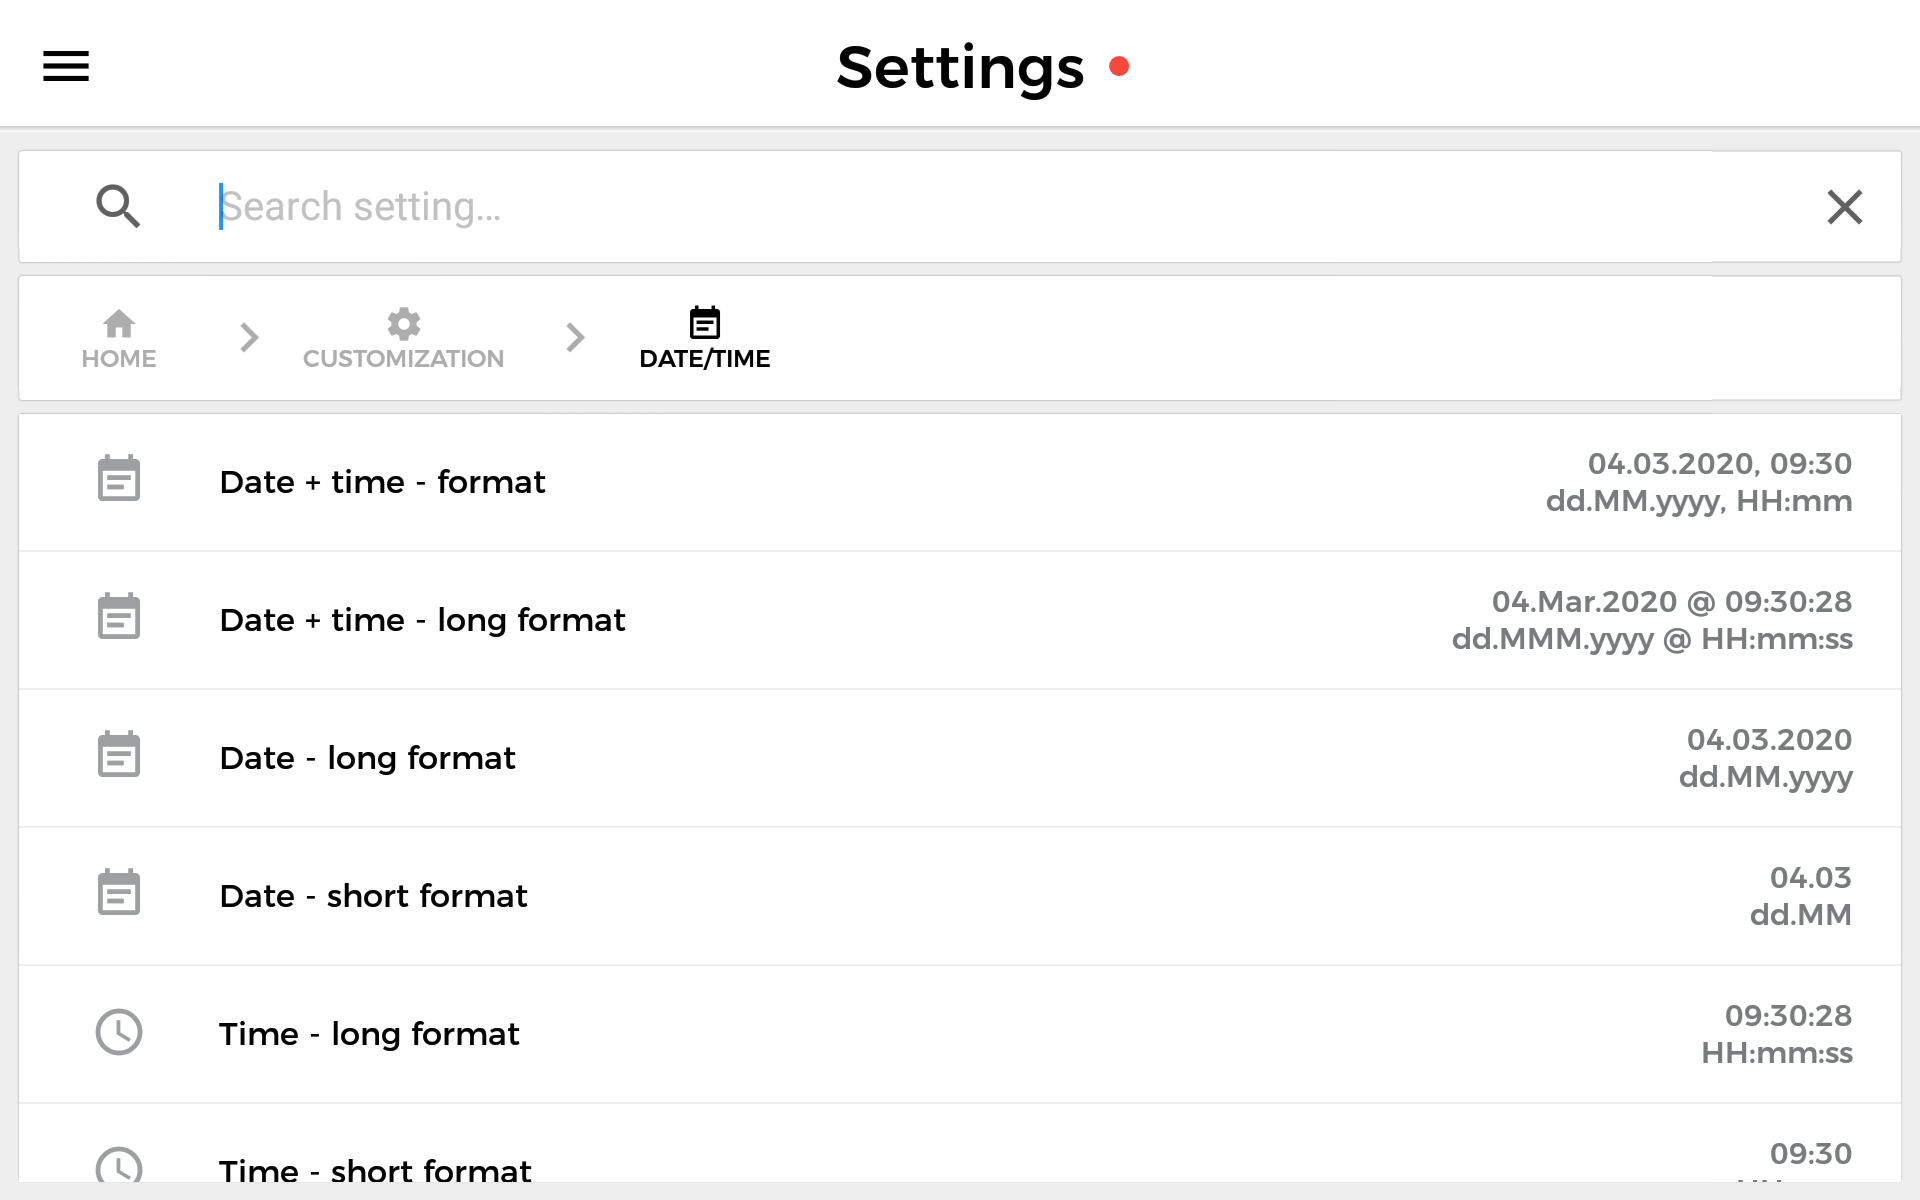 Settings
Search setting...
HOME
CUSTOMIZATION
DATE/TIME
Date + time - format
04.03.2020, 09:30
dd.MM.yyyy, HH:mm
Date + time - long format
04.Mar.2020 @ 09:30:28
dd.MMM.yyyy @ HH:mm:ss
Date - long format
04.03.2020
dd.MM.yyyy
Date - short format
04.03
dd.MM
Time - long format
09:30:28
HH:mm:ss
Time - short format
09:30